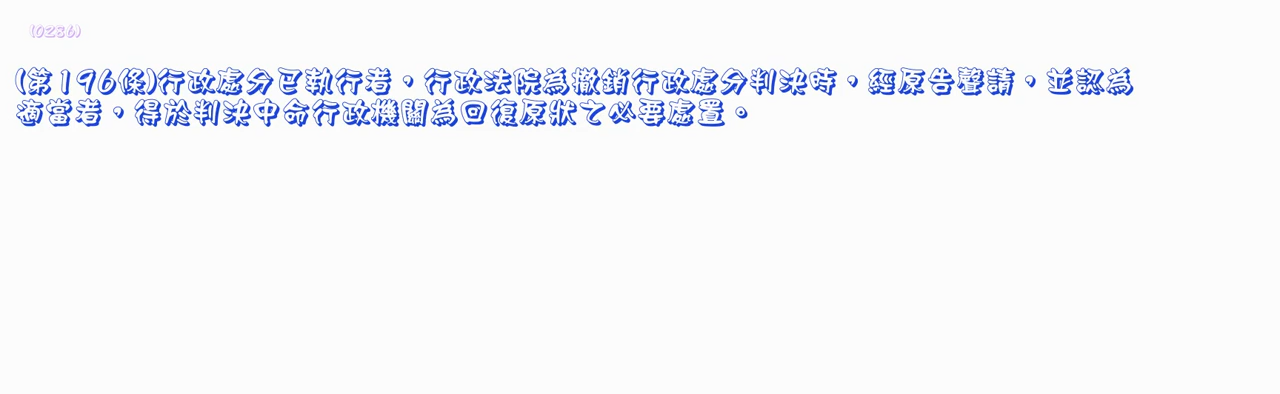 (0286)
(第196條)行政處分已執行者，行政法院為撤銷行政處分判決時，經原告聲請，並認為
適當者，得於判決中命行政機關為回復原狀之必要處置。